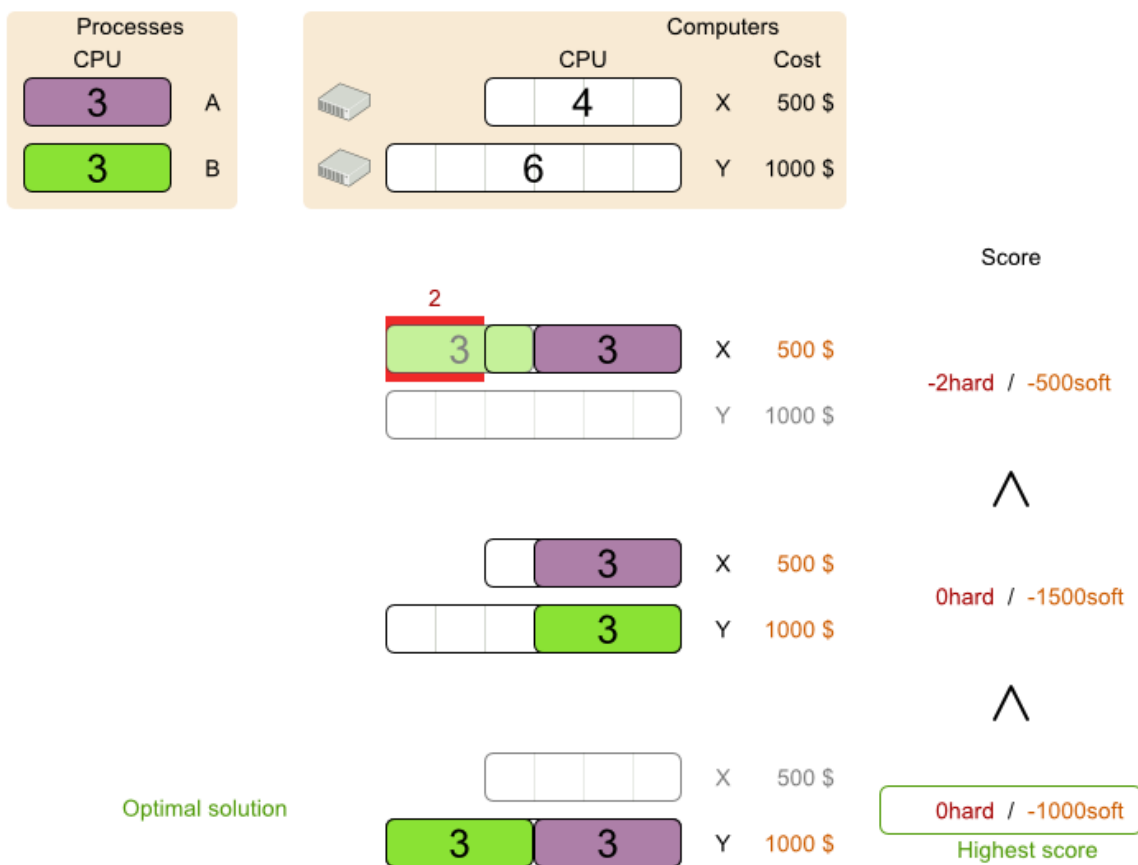 Processes
CPU
3 A
3 B
Computers
CPU Cost
4 X 500 $
6 Y 1000 $
Score
2
3 3 X 500 $
Y 1000 $
-2hard / -500soft
3 X 500 $
3 Y 1000 $
0hard / -1500soft
X 500 $
Optimal solution
3 3 Y 1000 $
0hard / -1000soft
Highest score